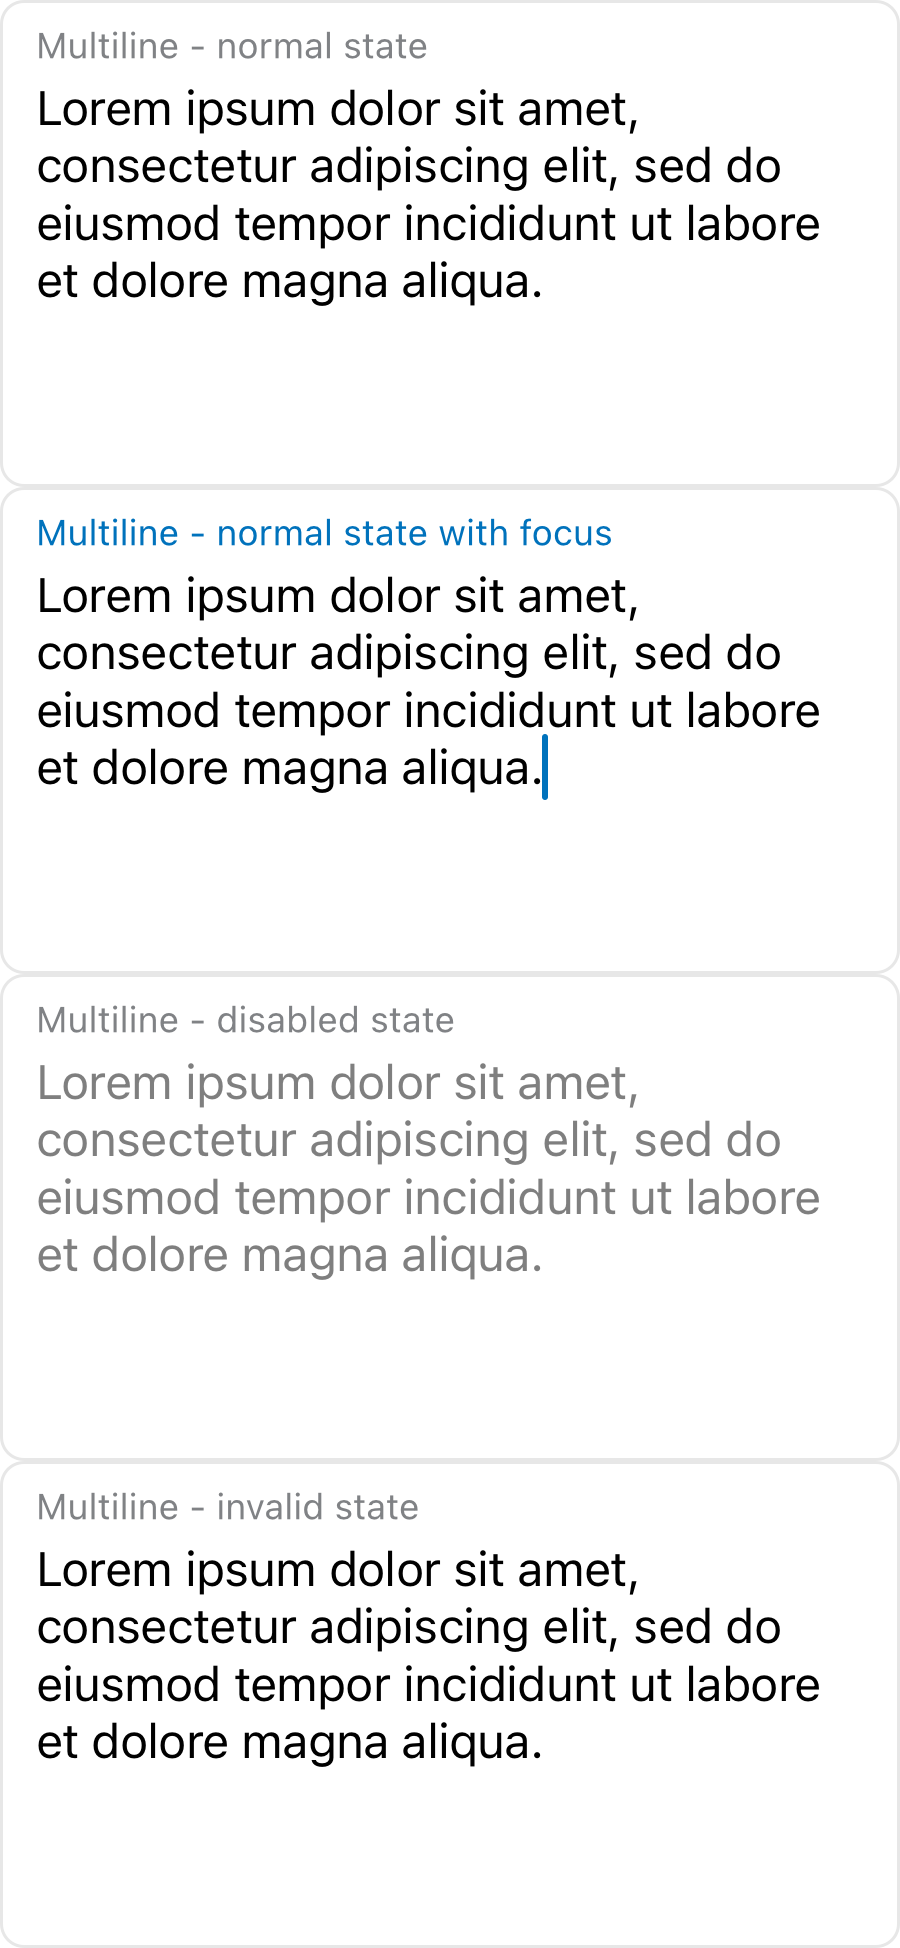 Multiline - normal state
Lorem ipsum dolor sit amet,
consectetur adipiscing elit, sed do
eiusmod tempor incididunt ut labore
et dolore magna aliqua.
Multiline - normal state with focus
Lorem ipsum dolor sit amet,
consectetur adipiscing elit, sed do
eiusmod tempor incididunt ut labore
et dolore magna aliqua.
Multiline - disabled state
Lorem ipsum dolor sit amet,
consectetur adipiscing elit, sed do
eiusmod tempor incididunt ut labore
et dolore magna aliqua.
Multiline - invalid state
Lorem ipsum dolor sit amet,
consectetur adipiscing elit, sed do
eiusmod tempor incididunt ut labore
et dolore magna aliqua.